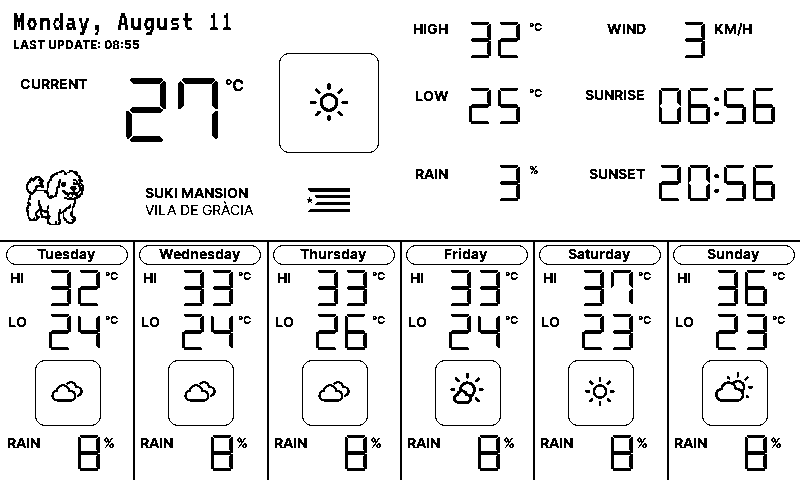 Monday, August 11
LAST UPDATE: 08:55
CURRENT 27 °C
HIGH 32 °C
WIND 3 KM/H
LOW 25 °C
SUNRISE 06:56
RAIN 3 %
SUNSET 20:56
SUKI MANSION
VILA DE GRÀCIA
Tuesday
HI 32 °C
LO 24 °C
RAIN 8 %
Wednesday
HI 33 °C
LO 24 °C
RAIN 8 %
Thursday
HI 33 °C
LO 26 °C
RAIN 8 %
Friday
HI 33 °C
LO 24 °C
RAIN 8 %
Saturday
HI 37 °C
LO 23 °C
RAIN 8 %
Sunday
HI 36 °C
LO 23 °C
RAIN 8 %